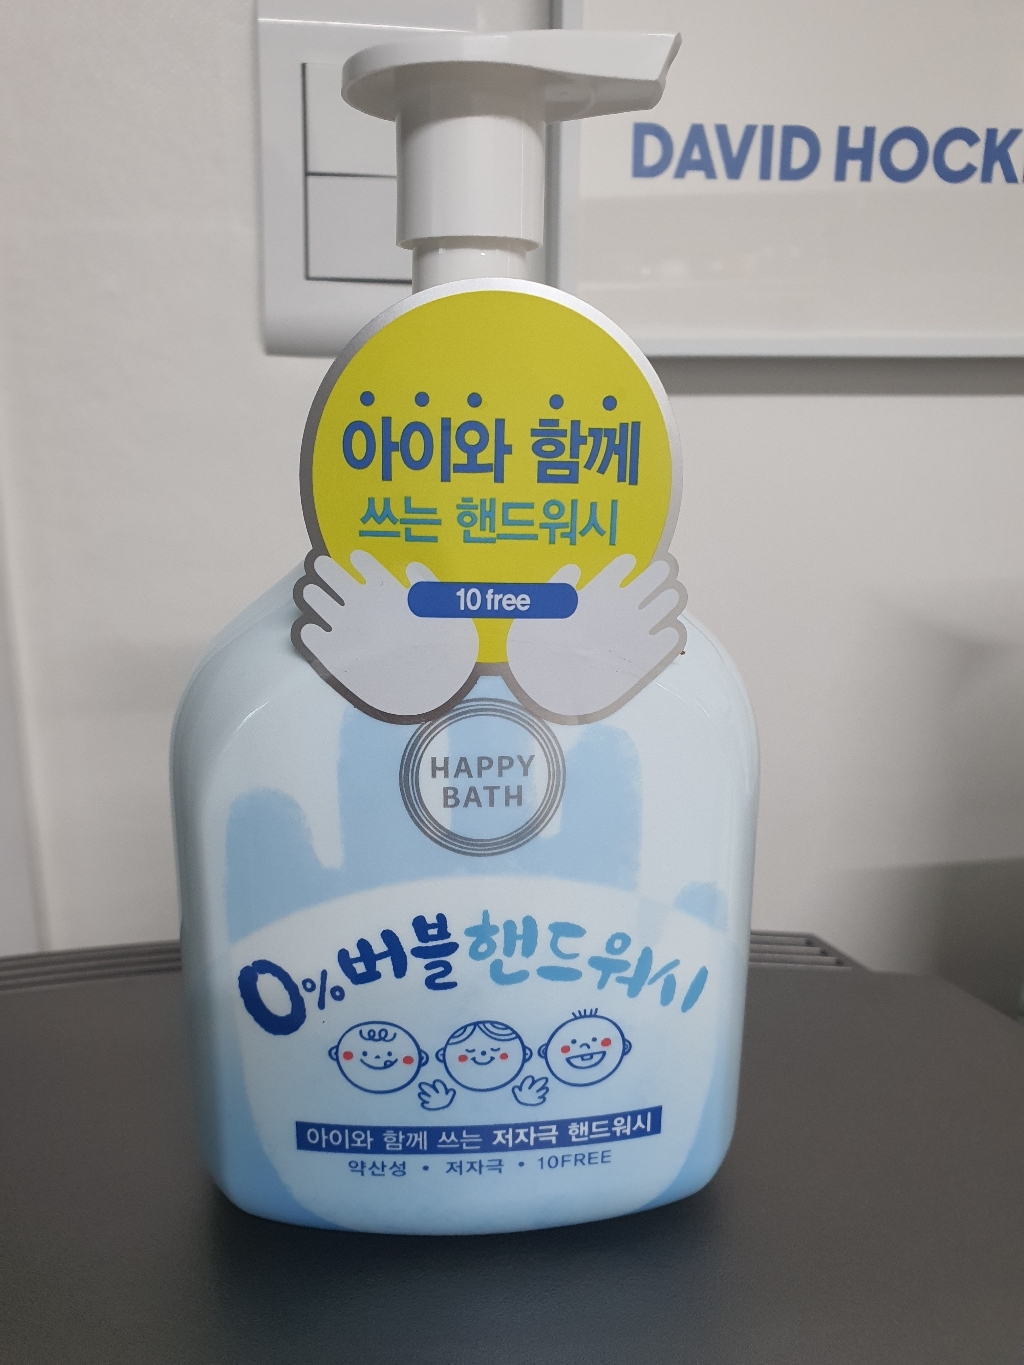 DAVID HOCK
아이와 함께
쓰는 핸드워시
10 free
HAPPY
BATH
0% 버블 핸드워시
아이와 함께 쓰는 저자극 핸드워시
약산성 • 저자극 • 10FREE